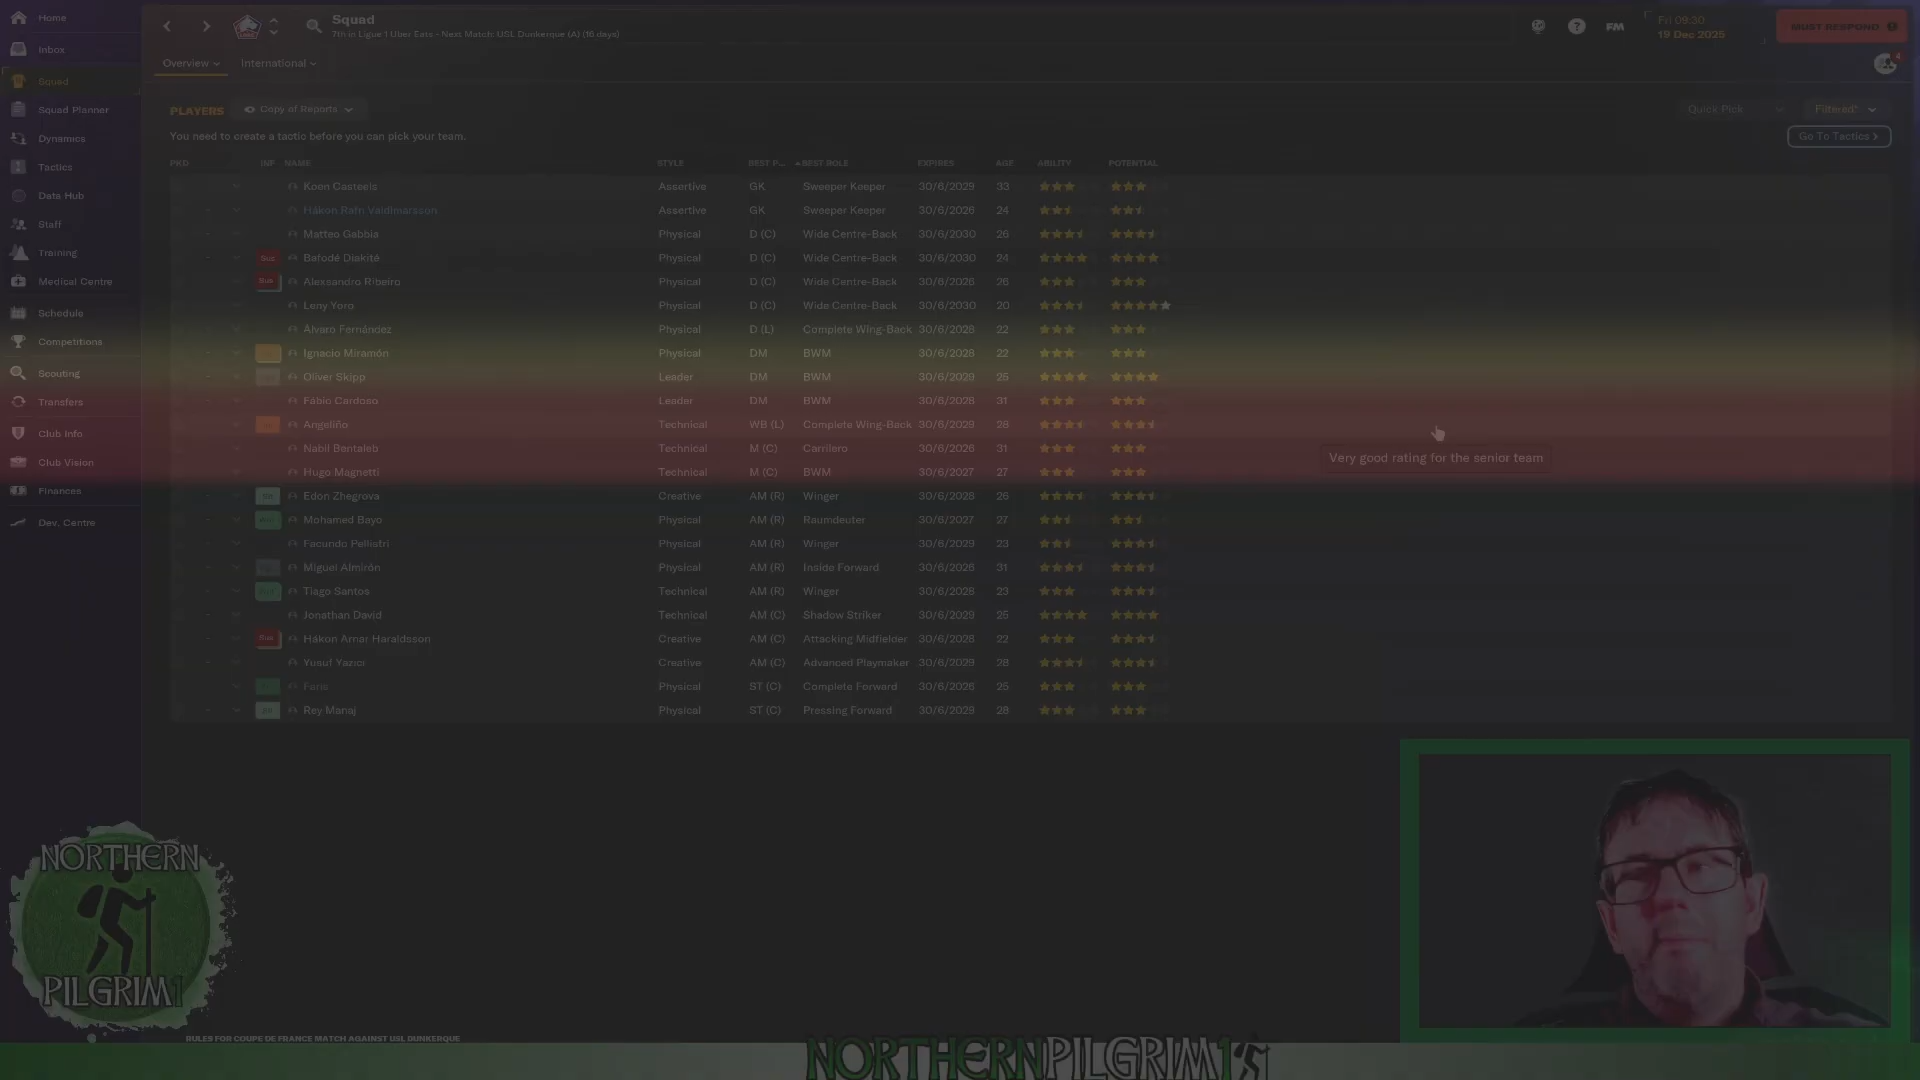 Home
Inbox
Squad
Squad Planner
Dynamics
Tactics
Data Hub
Staff
Training
Medical Centre
Schedule
Competitions
Scouting
Transfers
Club Info
Club Vision
Finances
Dev. Centre
Squad
7th in Ligue 1 Uber Eats - Next Match: USL Dunkerque (A) (16 days)
FM
Fri 09:30
19 Dec 2025
MUST RESPOND
4
Overview
International
PLAYERS
Copy of Reports
Quick Pick
Filtered*
You need to create a tactic before you can pick your team.
Go To Tactics >
PKD INF NAME STYLE BEST P... BEST ROLE EXPIRES AGE ABILITY POTENTIAL
Koen Casteels Assertive GK Sweeper Keeper 30/6/2029 33
Hákon Rafn Valdimarsson Assertive GK Sweeper Keeper 30/6/2026 24
Matteo Gabbia Physical D (C) Wide Centre-Back 30/6/2030 26
Sus Bafodé Diakité Physical D (C) Wide Centre-Back 30/6/2030 24
Sus Alexsandro Ribeiro Physical D (C) Wide Centre-Back 30/6/2028 26
Leny Yoro Physical D (C) Wide Centre-Back 30/6/2030 20
Álvaro Fernández Physical D (L) Complete Wing-Back 30/6/2028 22
Ignacio Miramón Physical DM BWM 30/6/2028 22
Oliver Skipp Leader DM BWM 30/6/2029 25
Fábio Cardoso Leader DM BWM 30/6/2028 31
Angeliño Technical WB (L) Complete Wing-Back 30/6/2029 28
Nabil Bentaleb Technical M (C) Carrilero 30/6/2026 31
Hugo Magnetti Technical M (C) BWM 30/6/2027 27
Edon Zhegrova Creative AM (R) Winger 30/6/2028 26
Mohamed Bayo Physical AM (R) Raumdeuter 30/6/2027 27
Facundo Pellistri Physical AM (R) Winger 30/6/2029 23
Miguel Almirón Physical AM (R) Inside Forward 30/6/2026 31
Tiago Santos Technical AM (R) Winger 30/6/2028 23
Jonathan David Technical AM (C) Shadow Striker 30/6/2029 25
Sus Hákon Arnar Haraldsson Creative AM (C) Attacking Midfielder 30/6/2028 22
Yusuf Yazıcı Creative AM (C) Advanced Playmaker 30/6/2029 28
Physical ST (C) Complete Forward 30/6/2026 25
Rey Manaj Physical ST (C) Pressing Forward 30/6/2029 28
Very good rating for the senior team
NORTHERN
PILGRIM1
RULES FOR COUPE DE FRANCE MATCH AGAINST USL DUNKERQUE
NORTHERNPILGRIM1